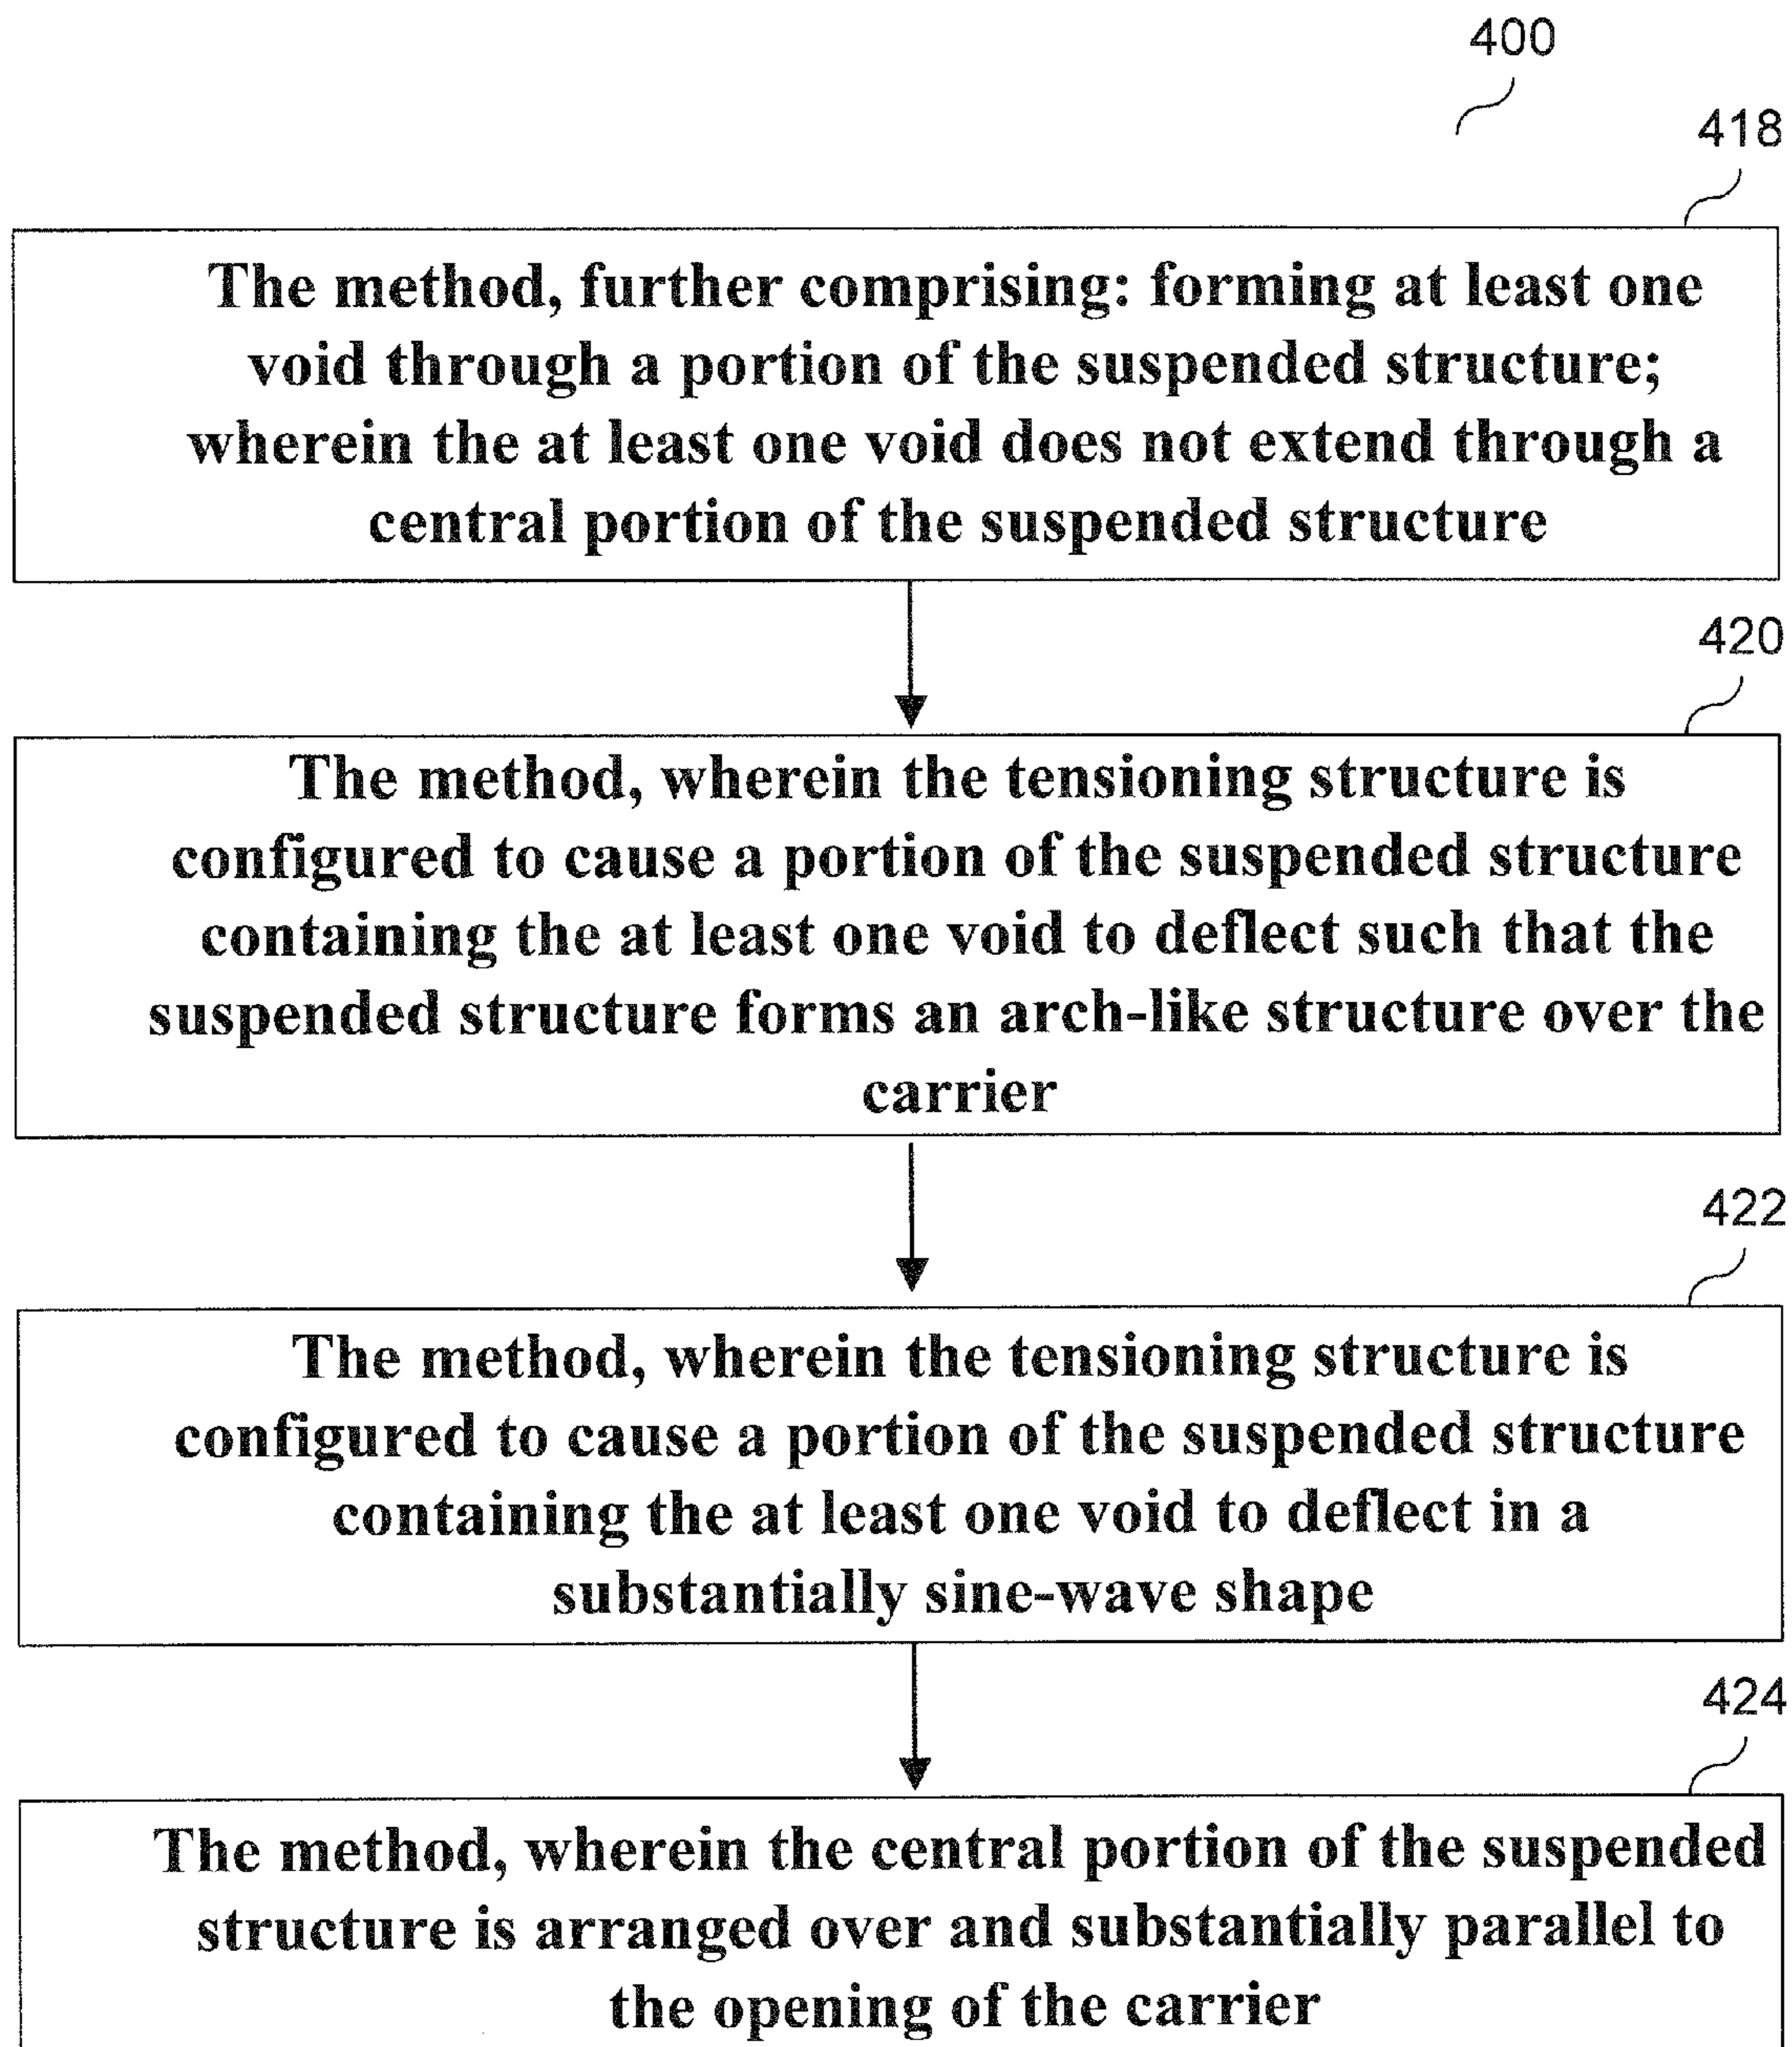 400
418
The method, further comprising: forming at least one
void through a portion of the suspended structure;
wherein the at least one void does not extend through a
central portion of the suspended structure
420
The method, wherein the tensioning structure is
configured to cause a portion of the suspended structure
containing the at least one void to deflect such that the
suspended structure forms an arch-like structure over the
carrier
422
The method, wherein the tensioning structure is
configured to cause a portion of the suspended structure
containing the at least one void to deflect in a
substantially sine-wave shape
424
The method, wherein the central portion of the suspended
structure is arranged over and substantially parallel to
the opening of the carrier